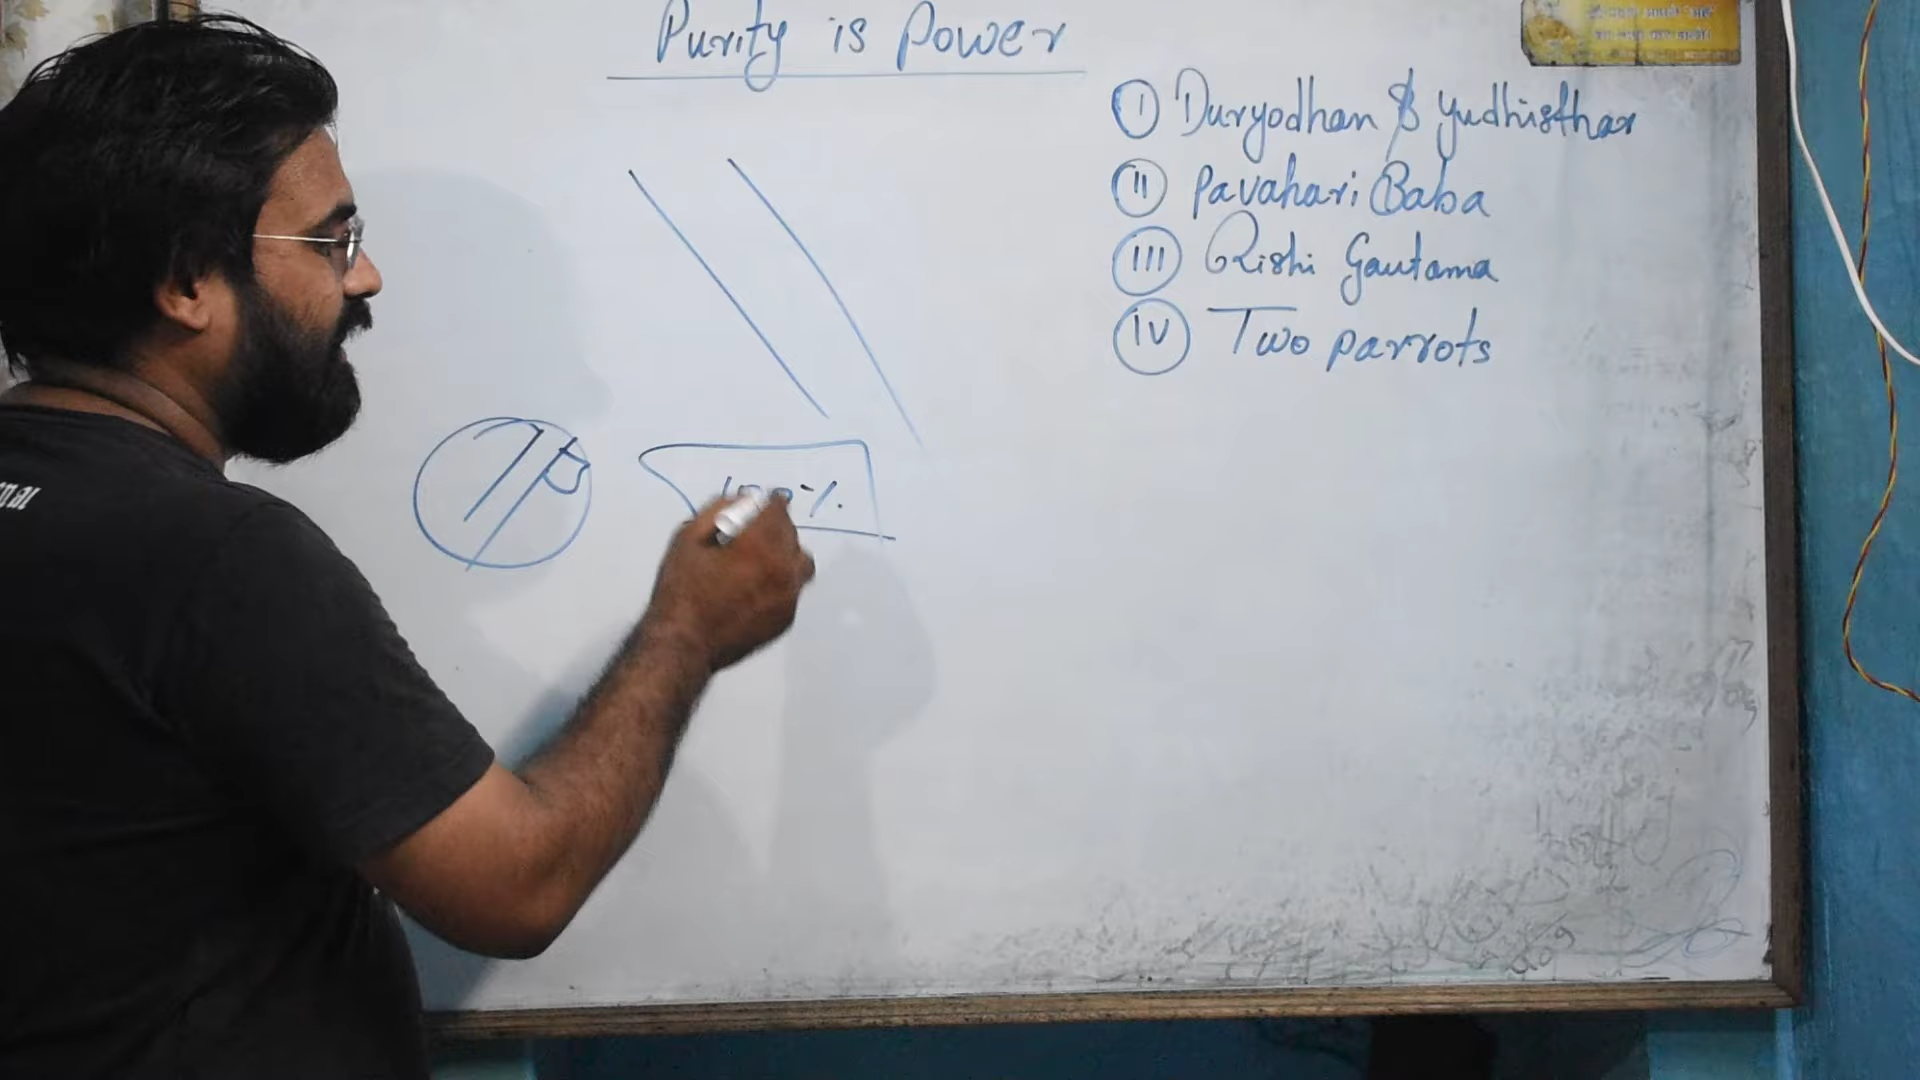 Purity is Power
I Duryodhan & Yudhisthar
II Pavahari Baba
III Rishi Gautama
IV Two parrots
100%.